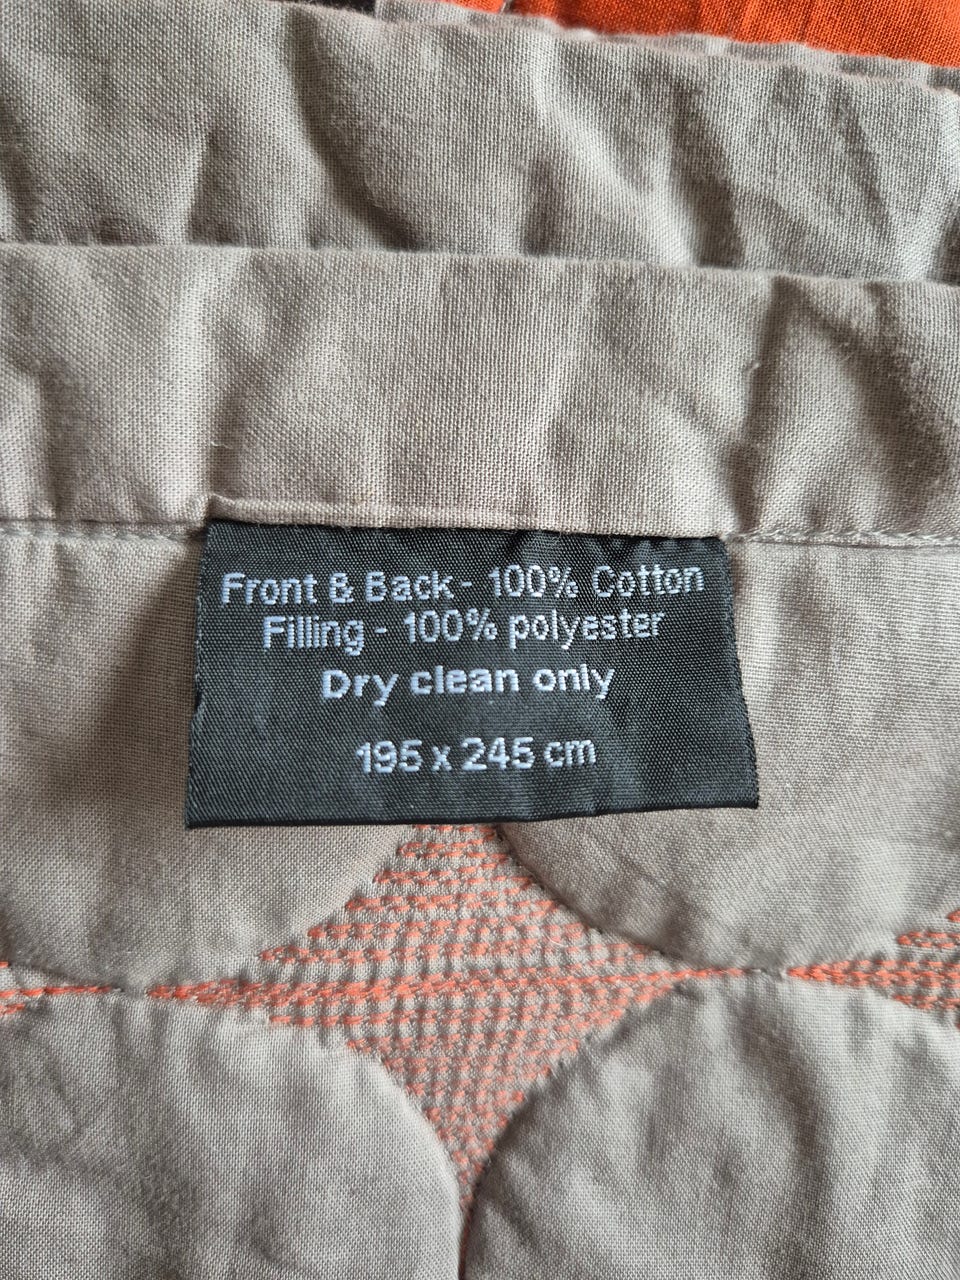 Front & Back - 100% Cotton
Filling - 100% polyester
Dry clean only
195 x 245 cm